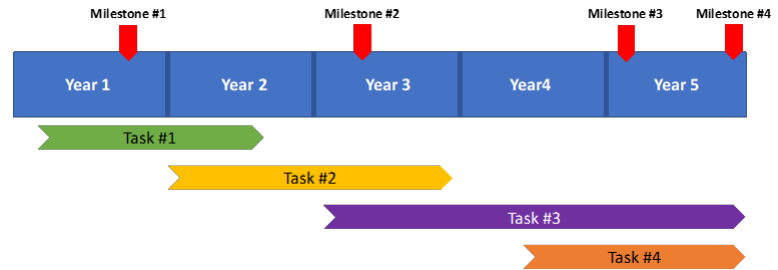 Milestone #1
Milestone #2
Milestone #3
Milestone #4
Year 1
Year 2
Year 3
Year4
Year 5
Task #1
Task #2
Task #3
Task #4